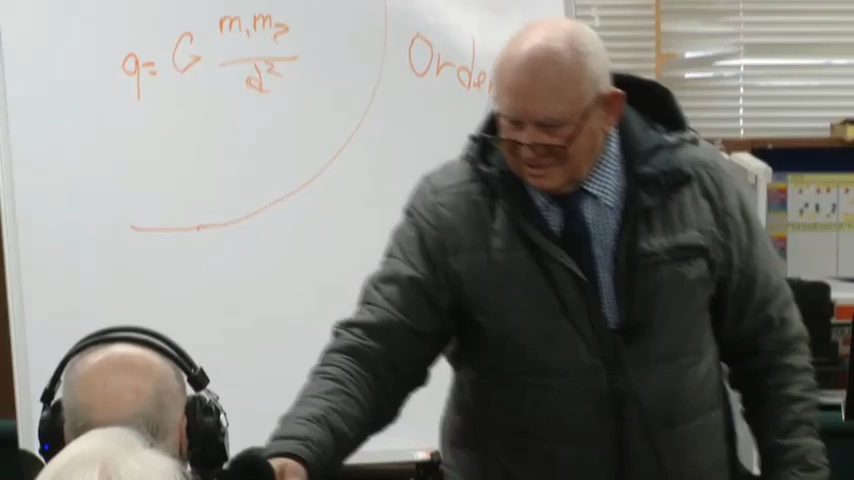 q = G m₁m₂ / d²
Order